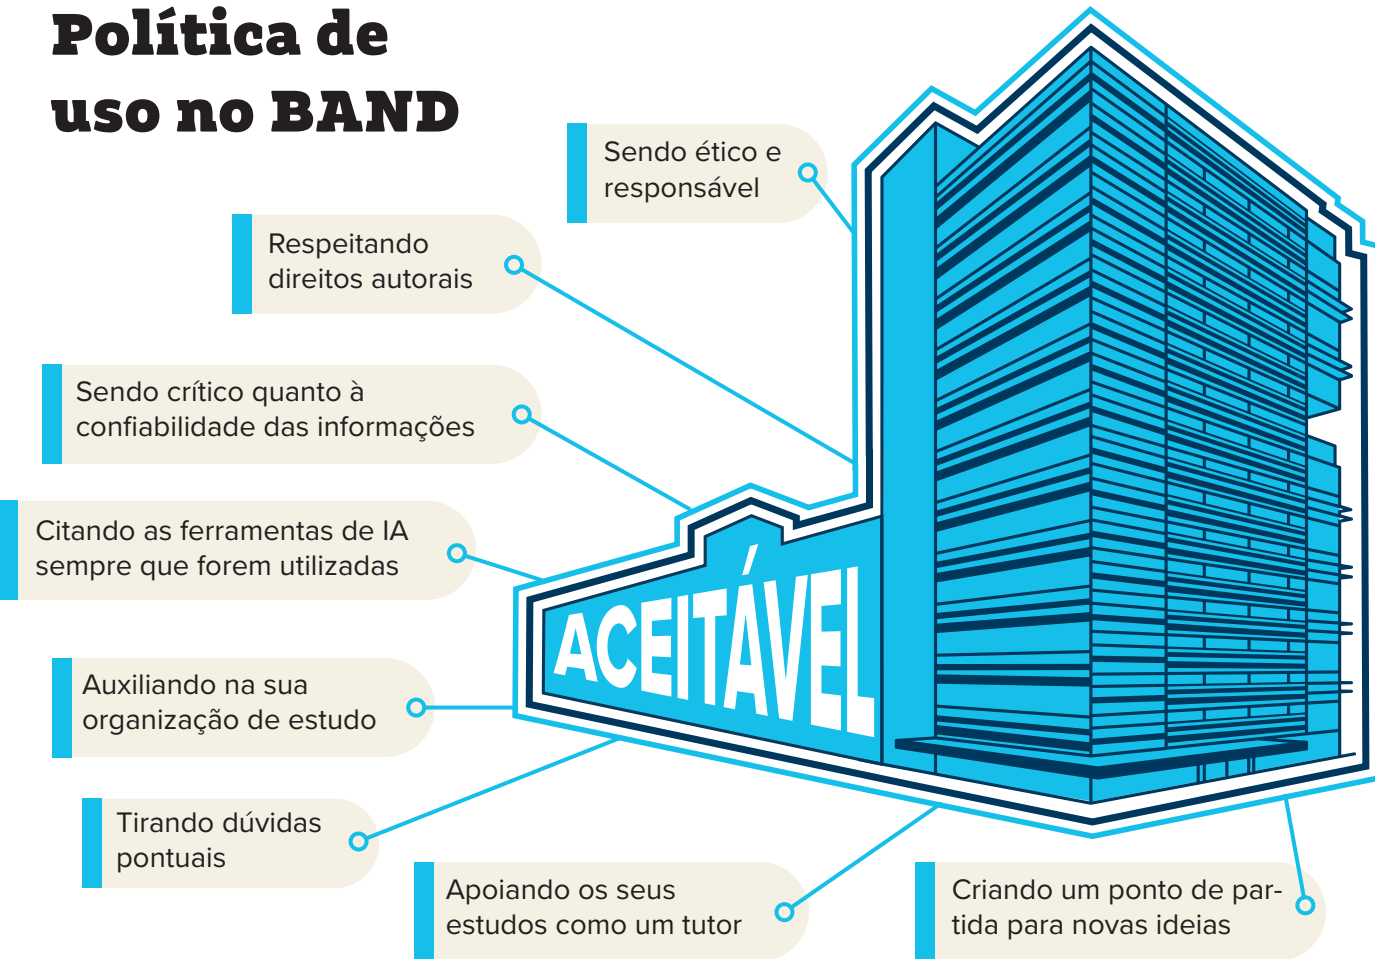 Política de
uso no BAND
Sendo ético e
responsável
Respeitando
direitos autorais
Sendo crítico quanto à
confiabilidade das informações
Citando as ferramentas de IA
sempre que forem utilizadas
ACEITÁVEL
Auxiliando na sua
organização de estudo
Tirando dúvidas
pontuais
Apoiando os seus
estudos como um tutor
Criando um ponto de par-
tida para novas ideias